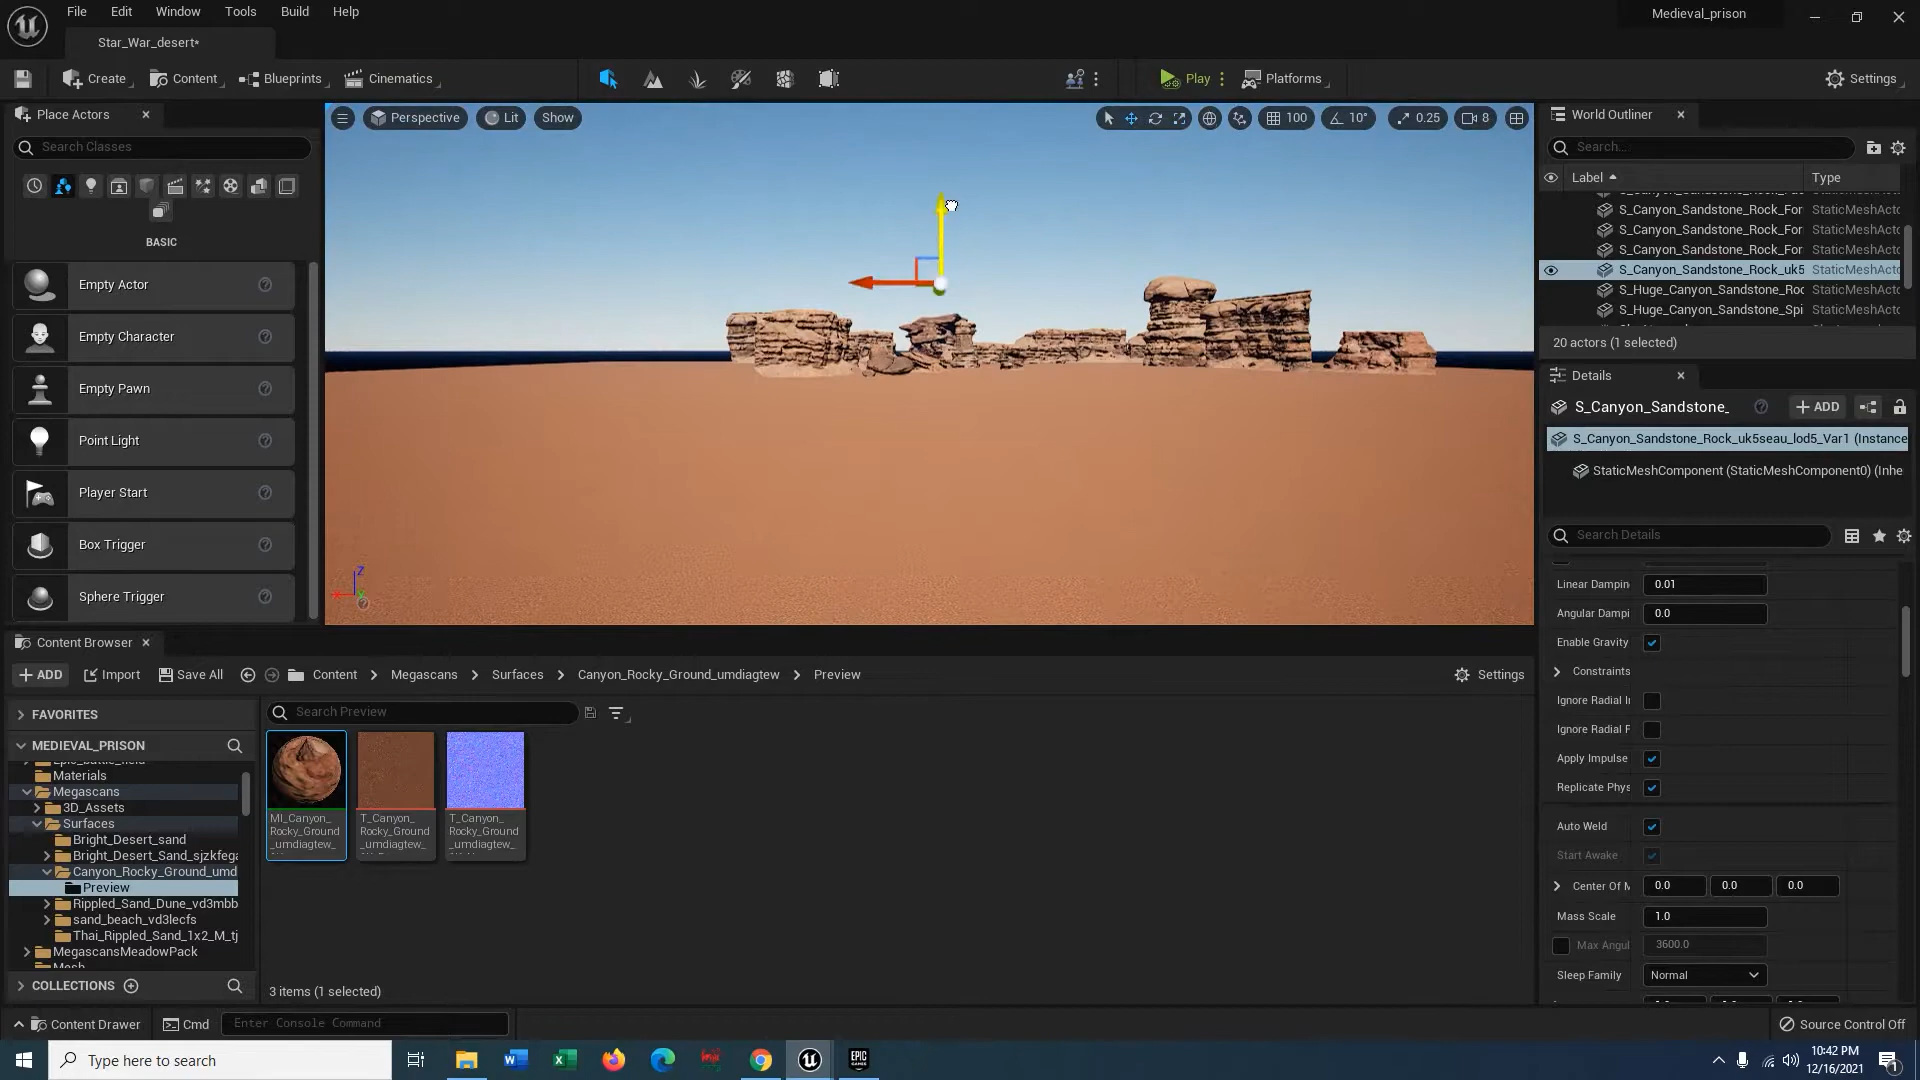 File Edit Window Tools Build Help
Medieval_prison
Star_War_desert*
Create Content Blueprints Cinematics
Play Platforms
Settings
Place Actors
Search Classes
BASIC
Empty Actor
Empty Character
Empty Pawn
Point Light
Player Start
Box Trigger
Sphere Trigger
Perspective Lit Show
100 10° 0.25 8
Z
X
World Outliner
Search...
Label Type
S_Canyon_Sandstone_Rock_For StaticMeshActo
S_Canyon_Sandstone_Rock_For StaticMeshActo
S_Canyon_Sandstone_Rock_For StaticMeshActo
S_Canyon_Sandstone_Rock_uk5 StaticMeshActo
S_Huge_Canyon_Sandstone_Roc StaticMeshActo
S_Huge_Canyon_Sandstone_Spi StaticMeshActo
20 actors (1 selected)
Details
S_Canyon_Sandstone_
ADD
S_Canyon_Sandstone_Rock_uk5seau_lod5_Var1 (Instance
StaticMeshComponent (StaticMeshComponent0) (Inhe
Search Details
Linear Dampin 0.01
Angular Dampi 0.0
Enable Gravity
Constraints
Ignore Radial I
Ignore Radial F
Apply Impulse
Replicate Phys
Auto Weld
Start Awake
Center Of M 0.0 0.0 0.0
Mass Scale 1.0
Max Angul 3600.0
Sleep Family Normal
Content Browser
ADD Import Save All Content Megascans Surfaces Canyon_Rocky_Ground_umdiagtew Preview
Settings
FAVORITES
MEDIEVAL_PRISON
Epic_battle_field
Materials
Megascans
3D_Assets
Surfaces
Bright_Desert_sand
Bright_Desert_Sand_sjzkfega
Canyon_Rocky_Ground_umd
Preview
Rippled_Sand_Dune_vd3mbb
sand_beach_vd3lecfs
Thai_Rippled_Sand_1x2_M_tj
MegascansMeadowPack
Mesh
COLLECTIONS
Search Preview
MI_Canyon_
Rocky_Ground
_umdiagtew_
T_Canyon_
Rocky_Ground
_umdiagtew_
T_Canyon_
Rocky_Ground
_umdiagtew_
3 items (1 selected)
Content Drawer Cmd Enter Console Command
Source Control Off
Type here to search
EPIC
GAMES
10:42 PM
12/16/2021
1